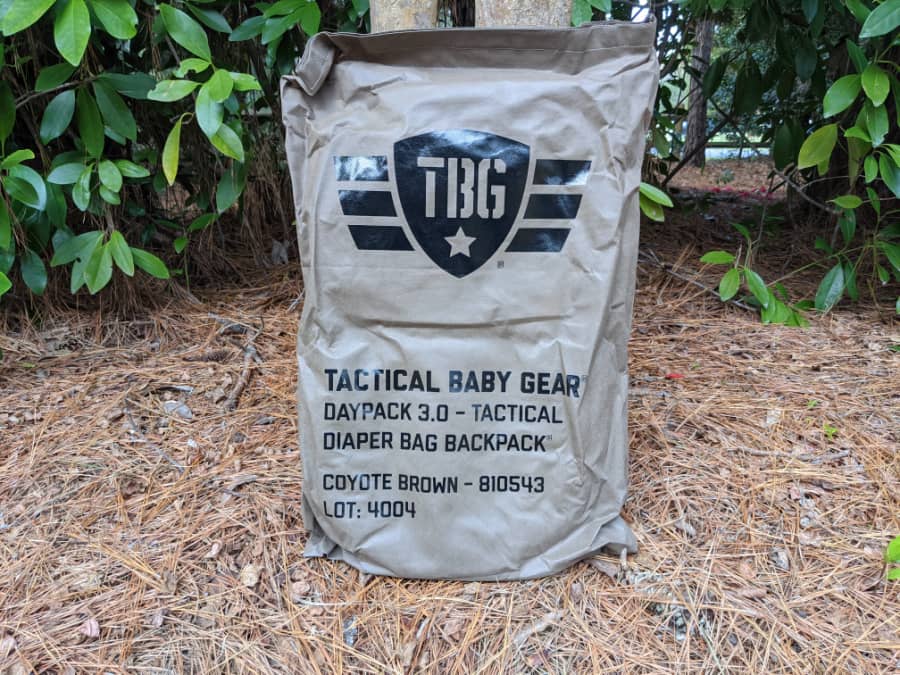 TBG
TACTICAL BABY GEAR®
DAYPACK 3.0 – TACTICAL
DIAPER BAG BACKPACK®
COYOTE BROWN – 810543
LOT: 4004